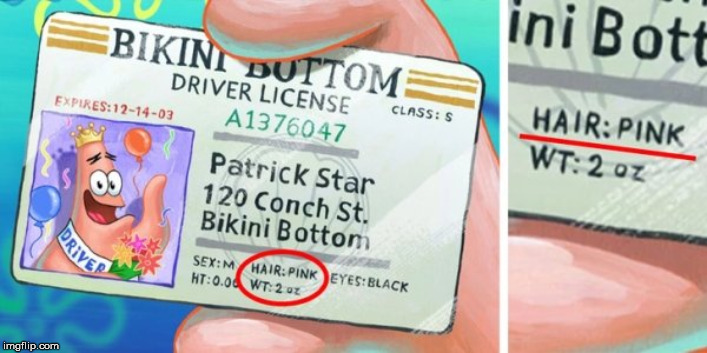 BIKINI BOTTOM
DRIVER LICENSE
CLASS: S
EXPIRES:12-14-03
A1376047
Patrick Star
120 Conch St.
Bikini Bottom
DRIVER
SEX:M HAIR:PINK EYES:BLACK
WT: 2 oz
ini Bott
HAIR: PINK
WT: 2 oz
imgflip.com